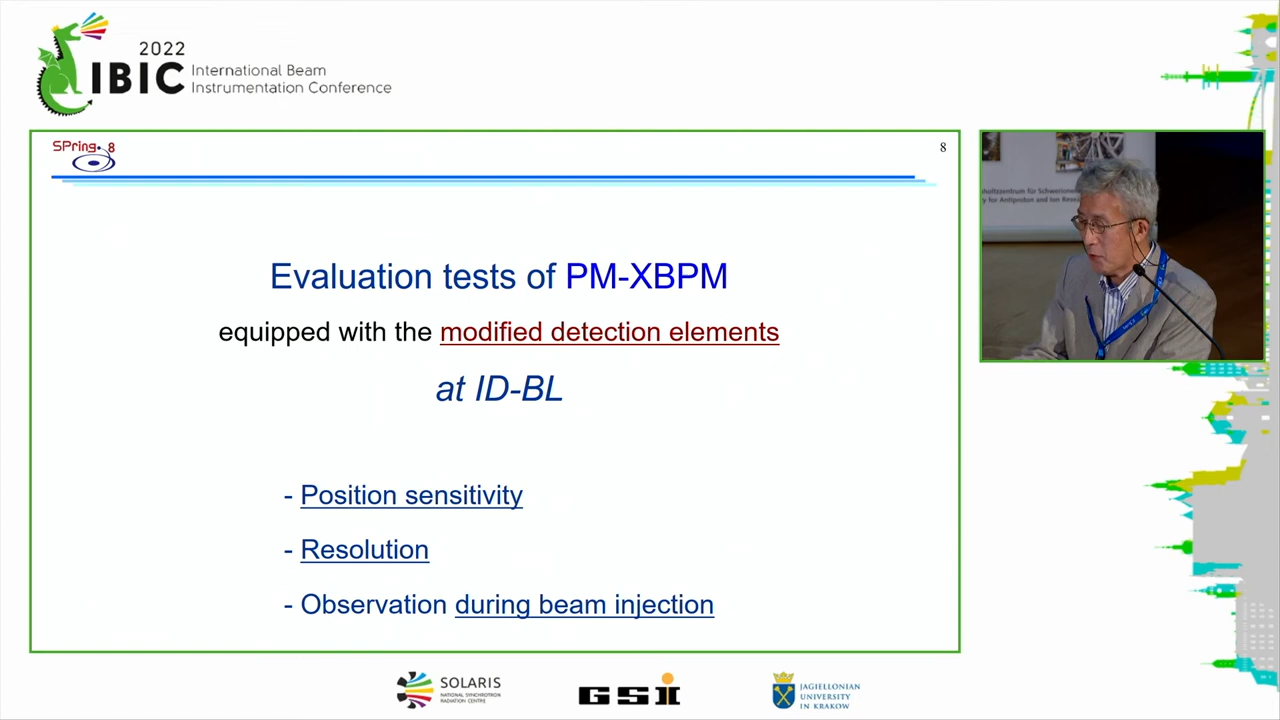 2022
IBIC
International Beam
Instrumentation Conference
SPring-8
8
Evaluation tests of PM-XBPM
equipped with the modified detection elements
at ID-BL
- Position sensitivity
- Resolution
- Observation during beam injection
SOLARIS
NATIONAL SYNCHROTRON
RADIATION CENTRE
GSI
JAGIELLONIAN
UNIVERSITY
IN KRAKOW